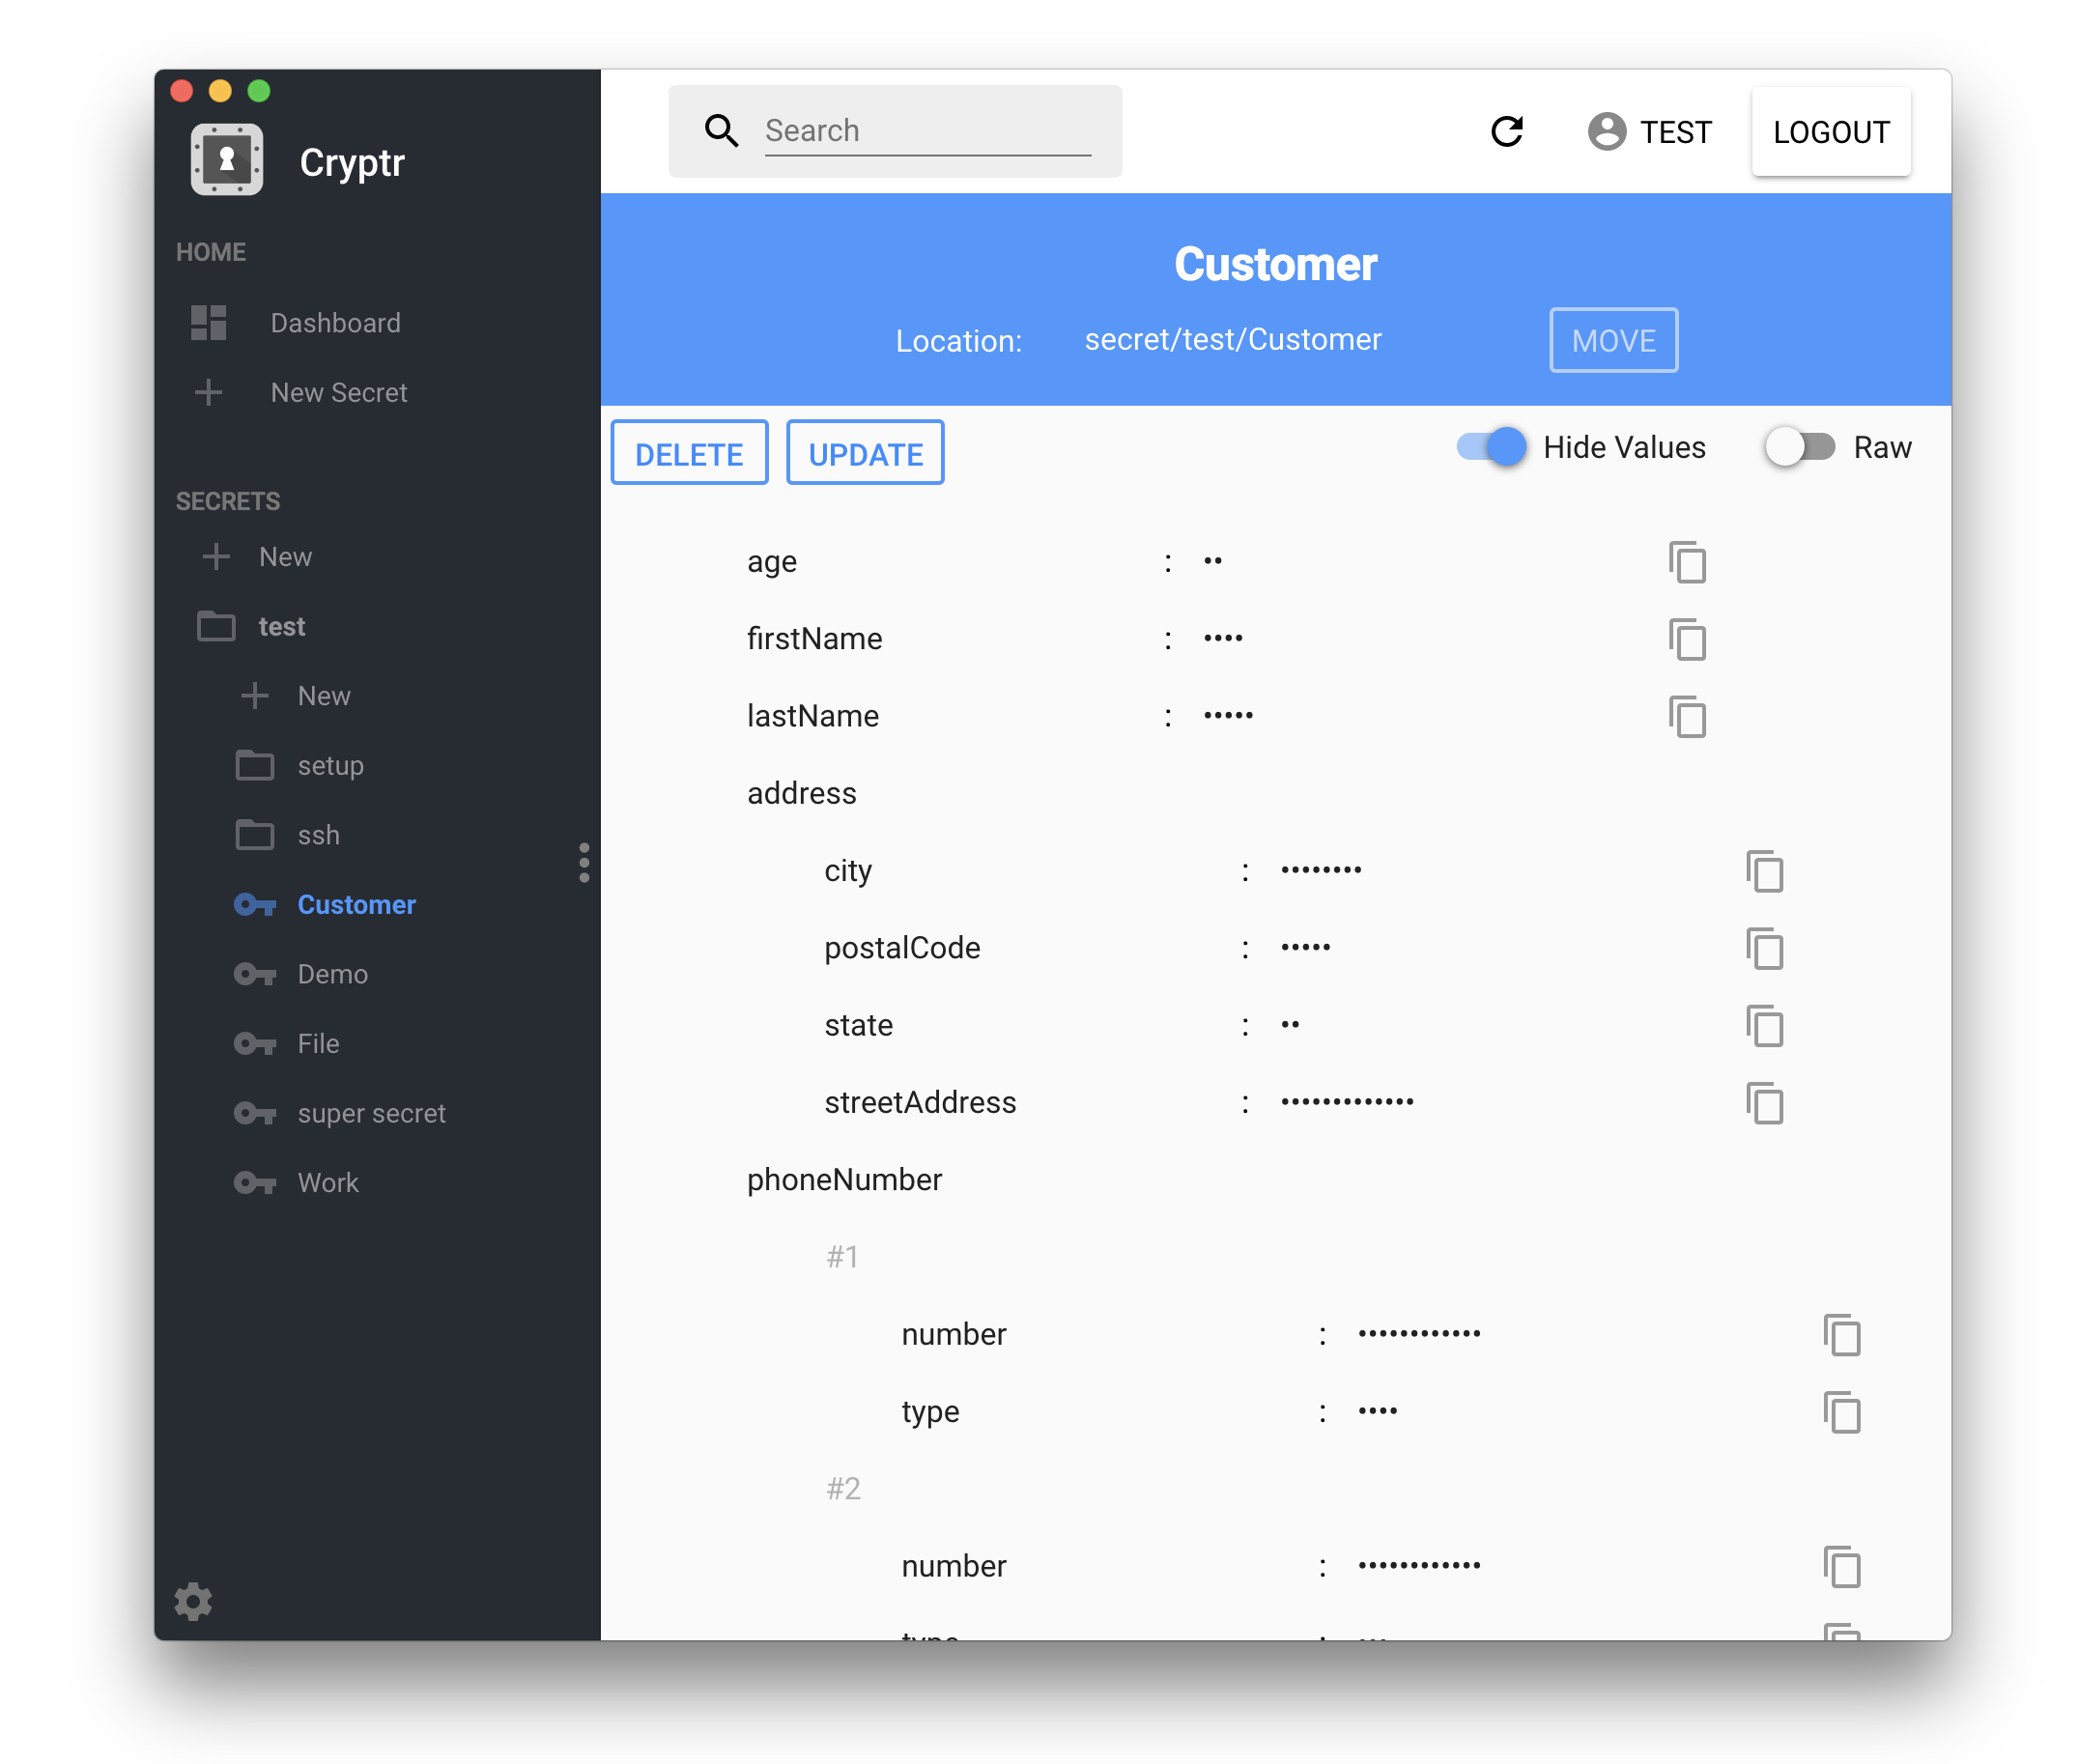 Cryptr
HOME
Dashboard
New Secret
SECRETS
New
test
New
setup
ssh
Customer
Demo
File
super secret
Work
Search
TEST
LOGOUT
Customer
Location: secret/test/Customer MOVE
DELETE UPDATE Hide Values Raw
age : ••
firstName : ••••
lastName : •••••
address
city : ••••••••
postalCode : •••••
state : ••
streetAddress : •••••••••••••
phoneNumber
#1
number : ••••••••••••
type : ••••
#2
number : ••••••••••••
type : •••